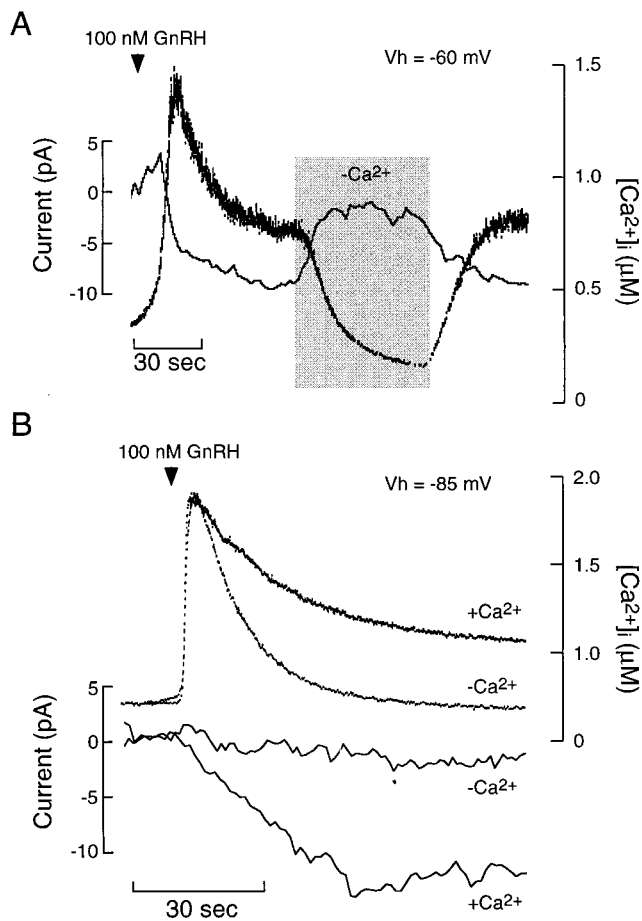 A
100 nM GnRH
Vh = -60 mV
1.5
5
0
-5
-10
Current (pA)
-Ca2+
1.0
0.5
0
[Ca2+]i (µM)
30 sec
B
100 nM GnRH
Vh = -85 mV
2.0
1.5
1.0
0
[Ca2+]i (µM)
+Ca2+
-Ca2+
5
0
-5
-10
Current (pA)
-Ca2+
+Ca2+
30 sec